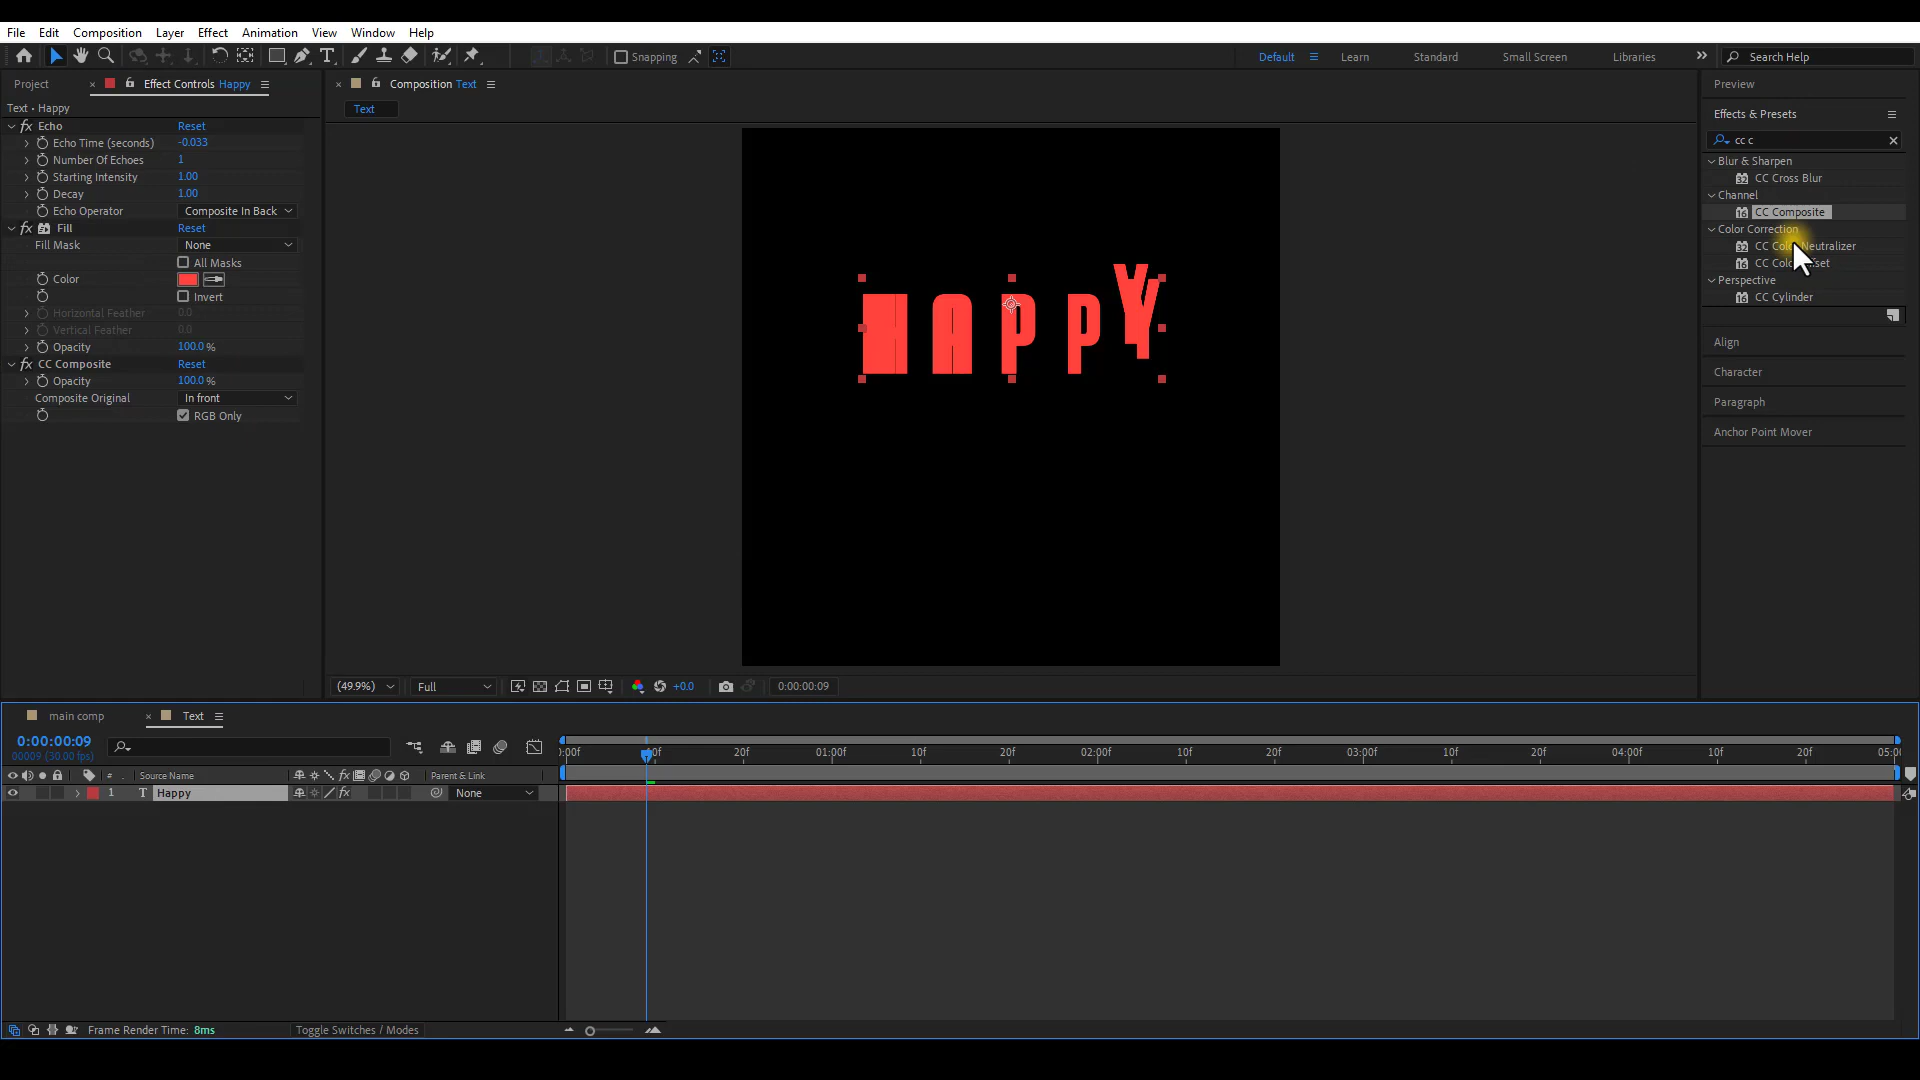 File Edit Composition Layer Effect Animation View Window Help
Snapping Default Learn Standard Small Screen Libraries Search Help
Project Effect Controls Happy
Text • Happy
fx Echo Reset
Echo Time (seconds) -0.033
Number Of Echoes 1
Starting Intensity 1.00
Decay 1.00
Echo Operator Composite In Back
fx Fill Reset
Fill Mask None
All Masks
Color
Invert
Horizontal Feather 0.0
Vertical Feather 0.0
Opacity 100.0 %
fx CC Composite Reset
Opacity 100.0 %
Composite Original In front
RGB Only
Composition Text
Text
HAPPY
(49.9%) Full +0.0 0:00:00:09
Preview
Effects & Presets
cc c
Blur & Sharpen
32 CC Cross Blur
Channel
16 CC Composite
Color Correction
32 Neutralizer
16
Perspective
16 CC Cylinder
Align
Character
Paragraph
Anchor Point Mover
main comp Text
0:00:00:09
00009 (30.00 fps)
:00f 20f 01:00f 10f 20f 02:00f 10f 20f 03:00f 10f 20f 04:00f 10f 20f
# Source Name fx Parent & Link
1 T Happy fx None
Frame Render Time: 8ms Toggle Switches / Modes